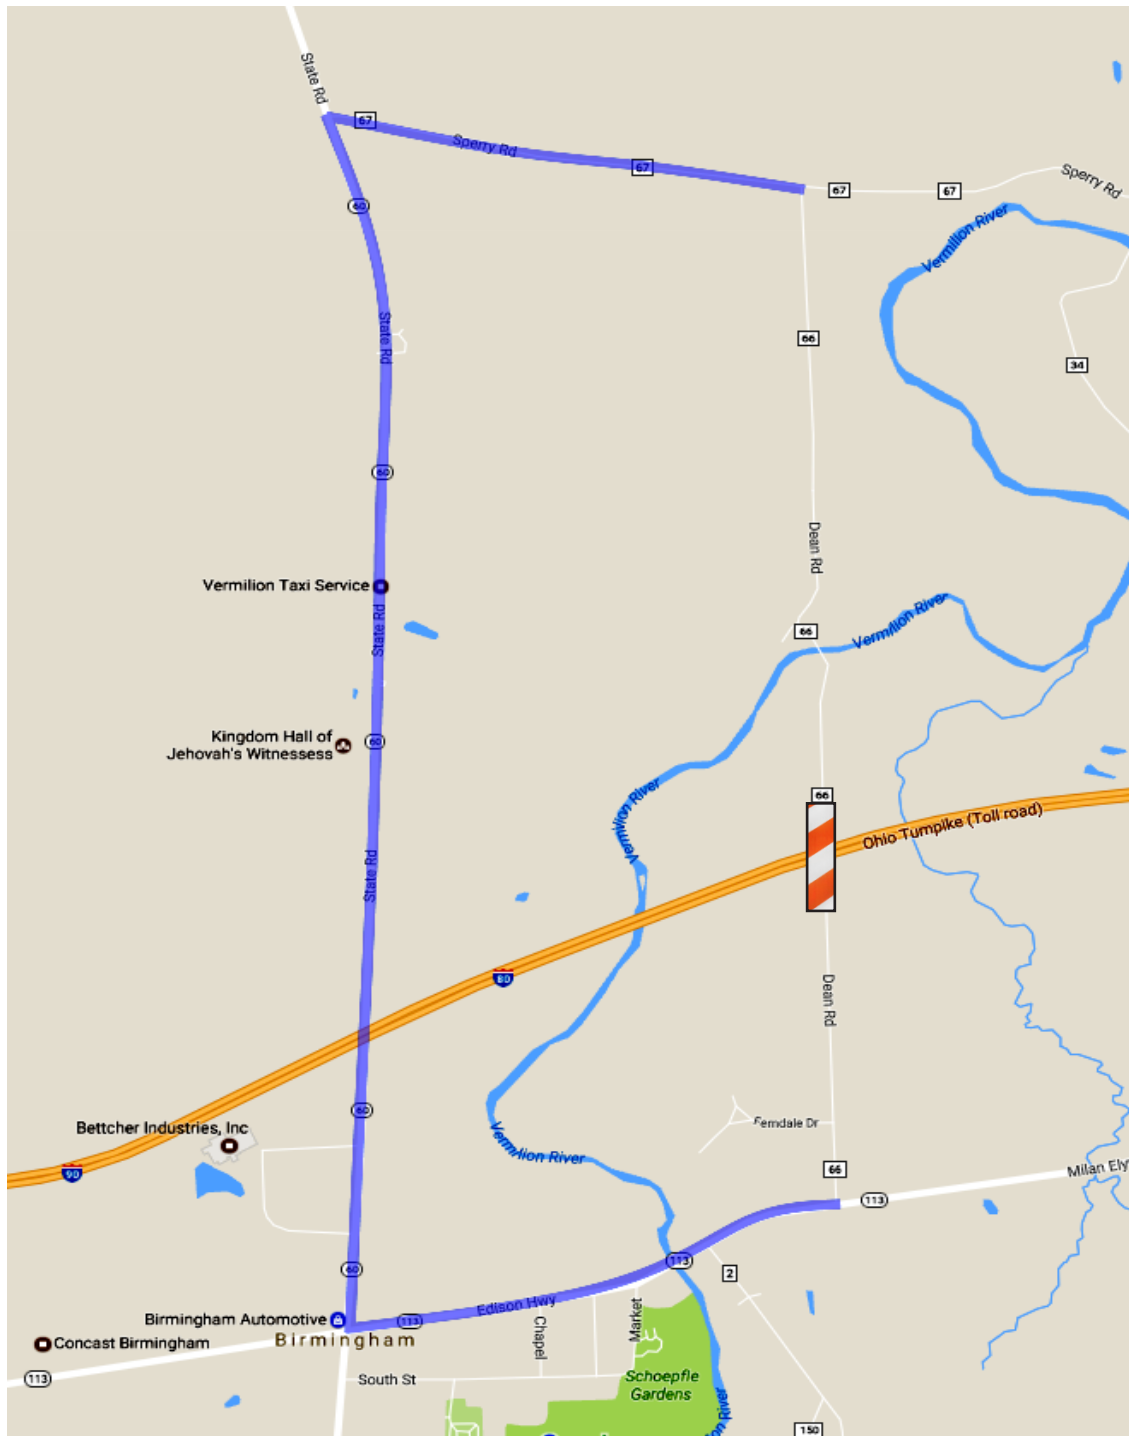 State Rd
67
Sperry Rd
67
67
67
Sperry Rd
60
Vermilion River
State Rd
66
34
60
Dean Rd
Vermilion Taxi Service
State Rd
66
Vermilion River
Kingdom Hall of
Jehovah's Witnessess
60
66
Vermilion River
Ohio Turnpike (Toll road)
State Rd
80
Dean Rd
60
Bettcher Industries, Inc
Ferndale Dr
Vermilion River
90
66
Milan Ely
113
113
60
2
Edison Hwy
Birmingham Automotive
113
Market
Chapel
Birmingham
Concast Birmingham
113
South St
Schoepfle
Gardens
150